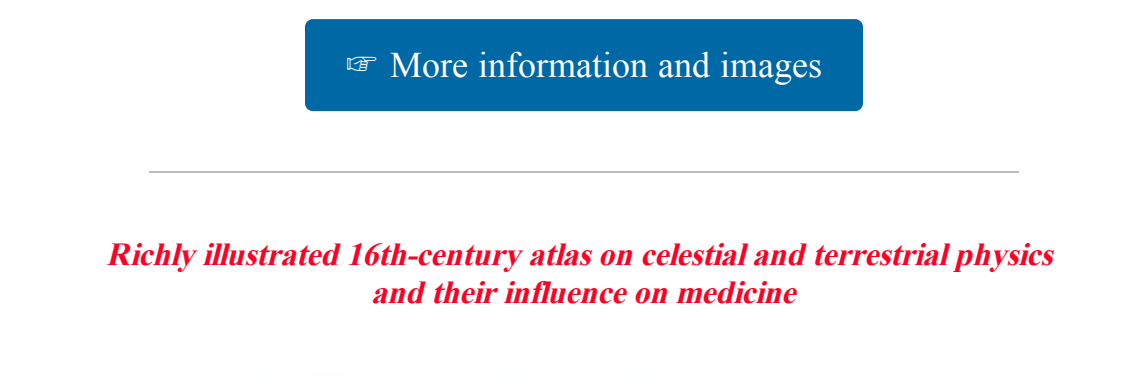 ☞ More information and images
Richly illustrated 16th-century atlas on celestial and terrestrial physics
and their influence on medicine